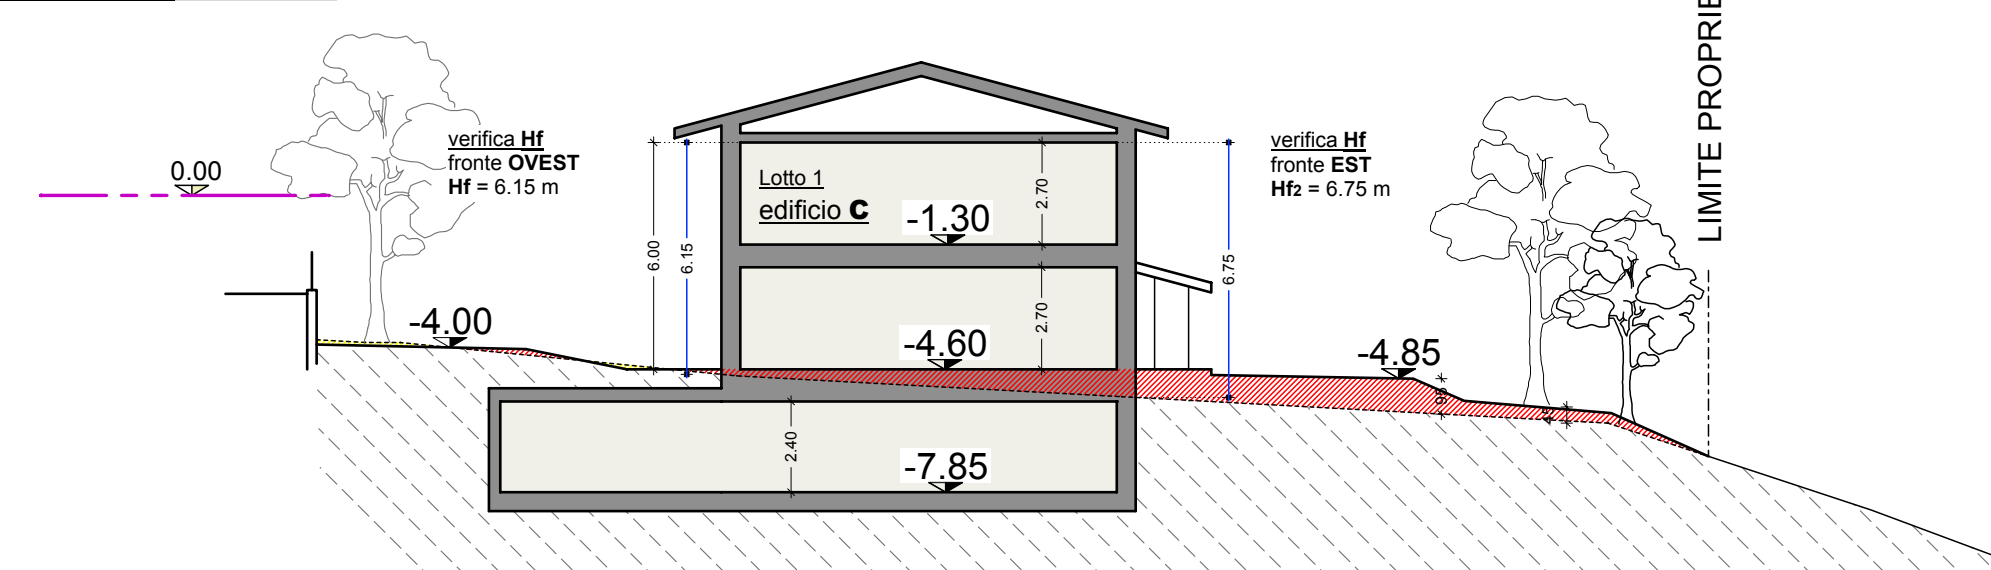 LIMITE PROPRIE
verifica Hf
fronte OVEST
Hf = 6.15 m
verifica Hf
fronte EST
Hf2 = 6.75 m
0.00
Lotto 1
edificio C
2.70
-1.30
6.00
6.15
6.75
-4.00
2.70
-4.60
-4.85
95
45
2.40
-7.85